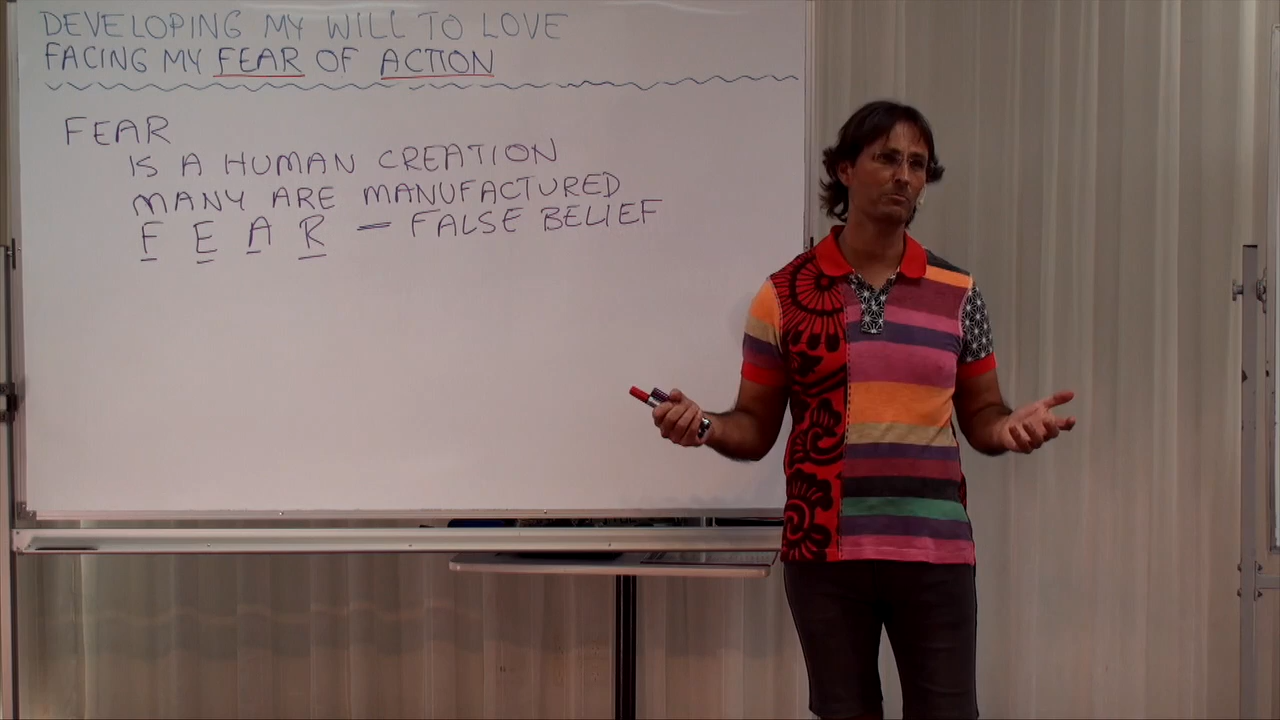 DEVELOPING MY WILL TO LOVE
FACING MY FEAR OF ACTION
FEAR
IS A HUMAN CREATION
MANY ARE MANUFACTURED
F E A R = FALSE BELIEF